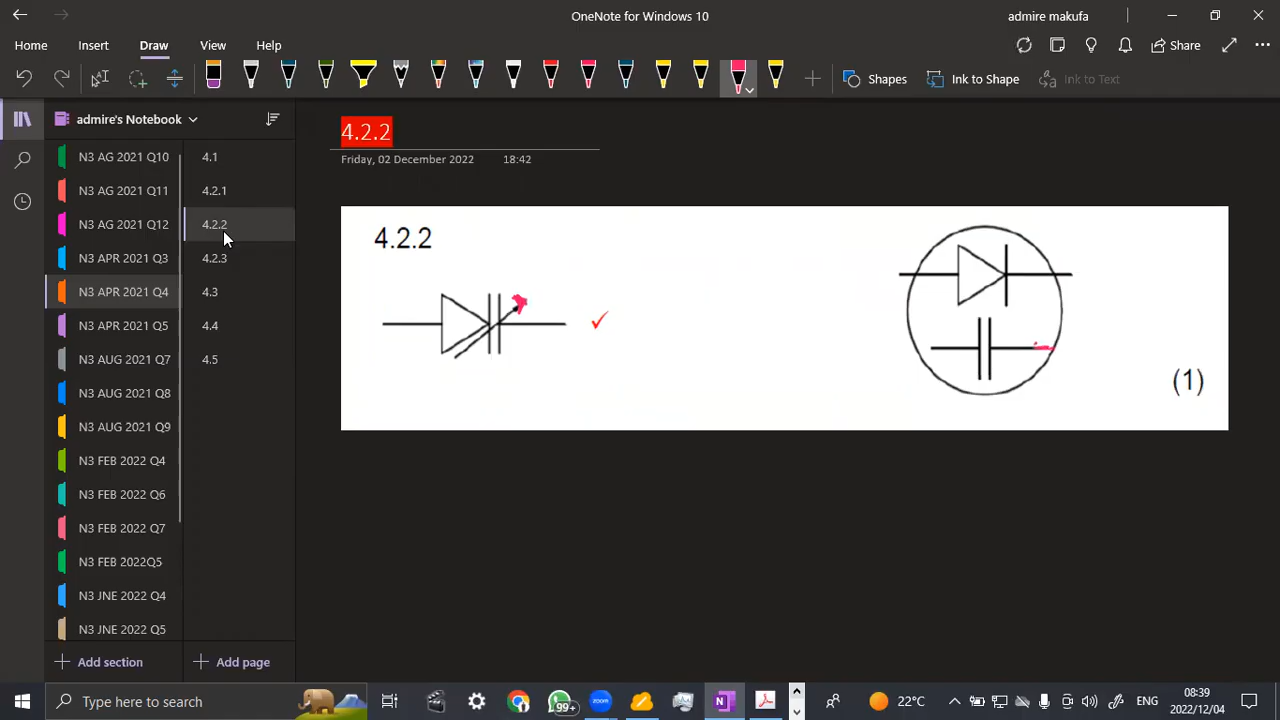 OneNote for Windows 10
admire makufa
Home
Insert
Draw
View
Help
Share
Shapes
Ink to Shape
Ink to Text
admire's Notebook
N3 AG 2021 Q10
N3 AG 2021 Q11
N3 AG 2021 Q12
N3 APR 2021 Q3
N3 APR 2021 Q4
N3 APR 2021 Q5
N3 AUG 2021 Q7
N3 AUG 2021 Q8
N3 AUG 2021 Q9
N3 FEB 2022 Q4
N3 FEB 2022 Q6
N3 FEB 2022 Q7
N3 FEB 2022Q5
N3 JNE 2022 Q4
N3 JNE 2022 Q5
Add section
4.1
4.2.1
4.2.2
4.2.3
4.3
4.4
4.5
Add page
4.2.2
Friday, 02 December 2022 18:42
4.2.2
(1)
Type here to search
99+
zoom
22°C
ENG
08:39
2022/12/04